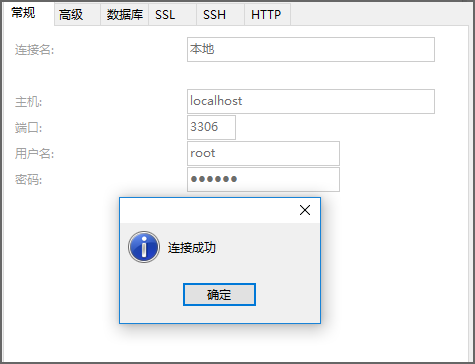 常规 高级 数据库 SSL SSH HTTP
连接名: 本地
主机: localhost
端口: 3306
用户名: root
密码: ●●●●●●
连接成功
确定